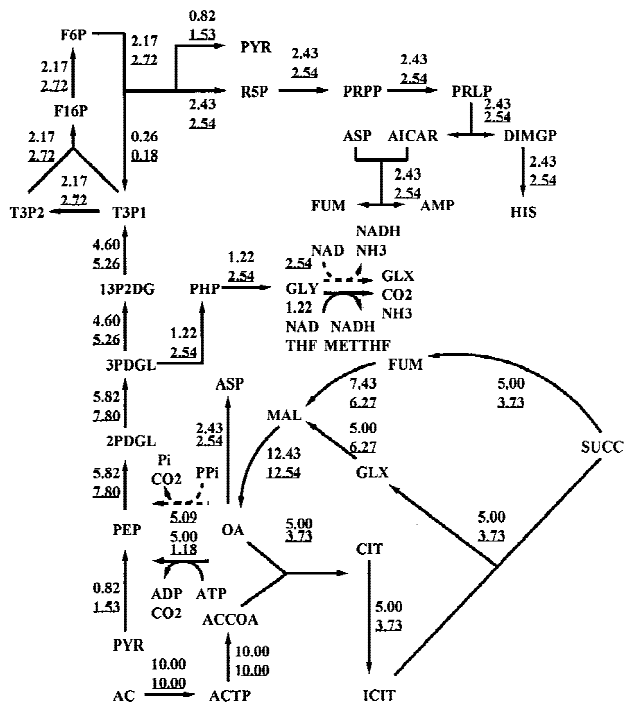 0.82
1.53
F6P
2.17
2.72
PYR
2.43
2.54
2.43
2.54
2.17
2.72
R5P
PRPP
PRLP
F16P
2.43
2.54
2.43
2.54
2.17
2.72
0.26
0.18
ASP
AICAR
DIMGP
2.43
2.54
2.43
2.54
2.17
2.72
T3P2
T3P1
FUM
AMP
HIS
NADH
NH3
NAD
4.60
5.26
1.22
2.54
2.54
GLX
13P2DG
PHP
GLY
CO2
1.22
NH3
NAD
NADH
THF
METTHF
4.60
5.26
1.22
2.54
3PDGL
FUM
ASP
7.43
6.27
5.00
3.73
5.82
7.80
MAL
2.43
2.54
5.00
6.27
2PDGL
SUCC
Pi
CO2
PPi
12.43
12.54
GLX
5.82
7.80
5.09
5.00
1.18
PEP
OA
5.00
3.73
5.00
3.73
CIT
0.82
1.53
ADP
CO2
ATP
ACCOA
5.00
3.73
PYR
10.00
10.00
10.00
10.00
AC
ACTP
ICIT